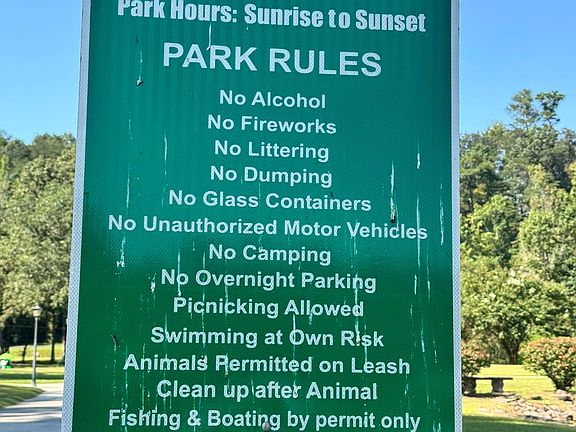 Park Hours: Sunrise to Sunset
PARK RULES
No Alcohol
No Fireworks
No Littering
No Dumping
No Glass Containers
No Unauthorized Motor Vehicles
No Camping
No Overnight Parking
Picnicking Allowed
Swimming at Own Risk
Animals Permitted on Leash
Clean up after Animal
Fishing & Boating by permit only